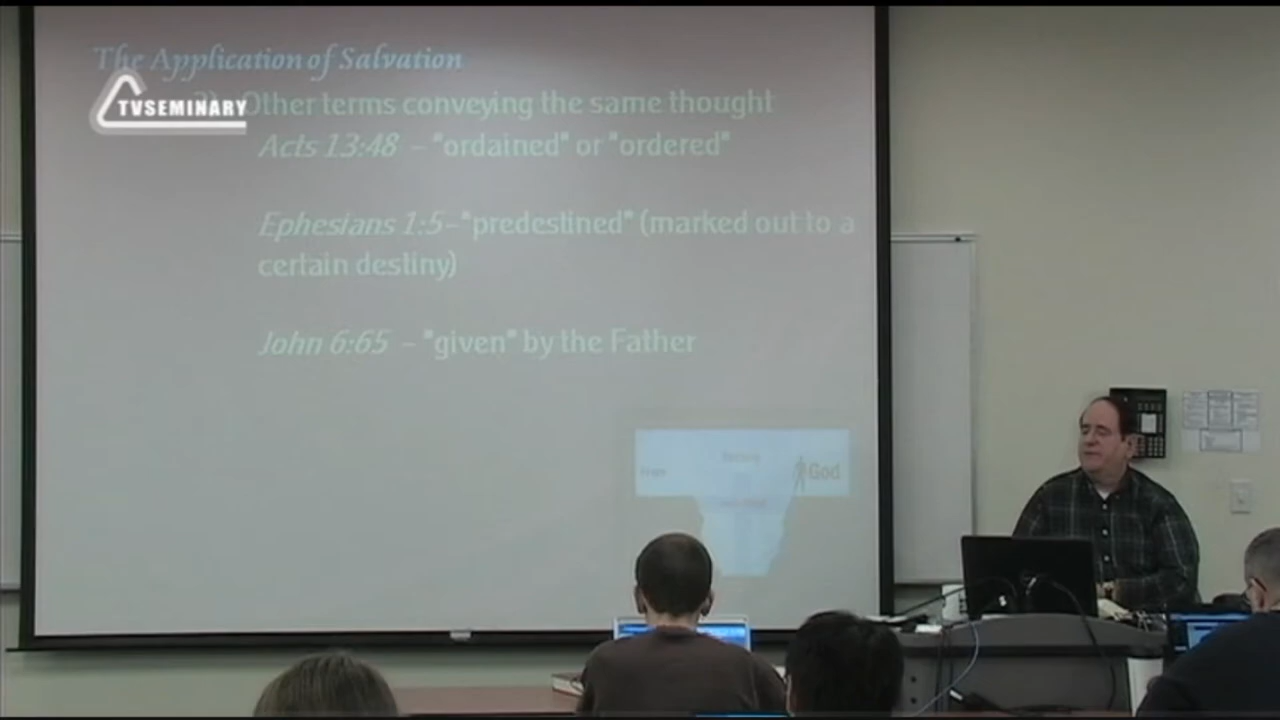 The Application of Salvation
TVSEMINARY
Other terms conveying the same thought
Acts 13:48 – "ordained" or "ordered"
Ephesians 1:5–"predestined" (marked out to a
certain destiny)
John 6:65 – "given" by the Father
God